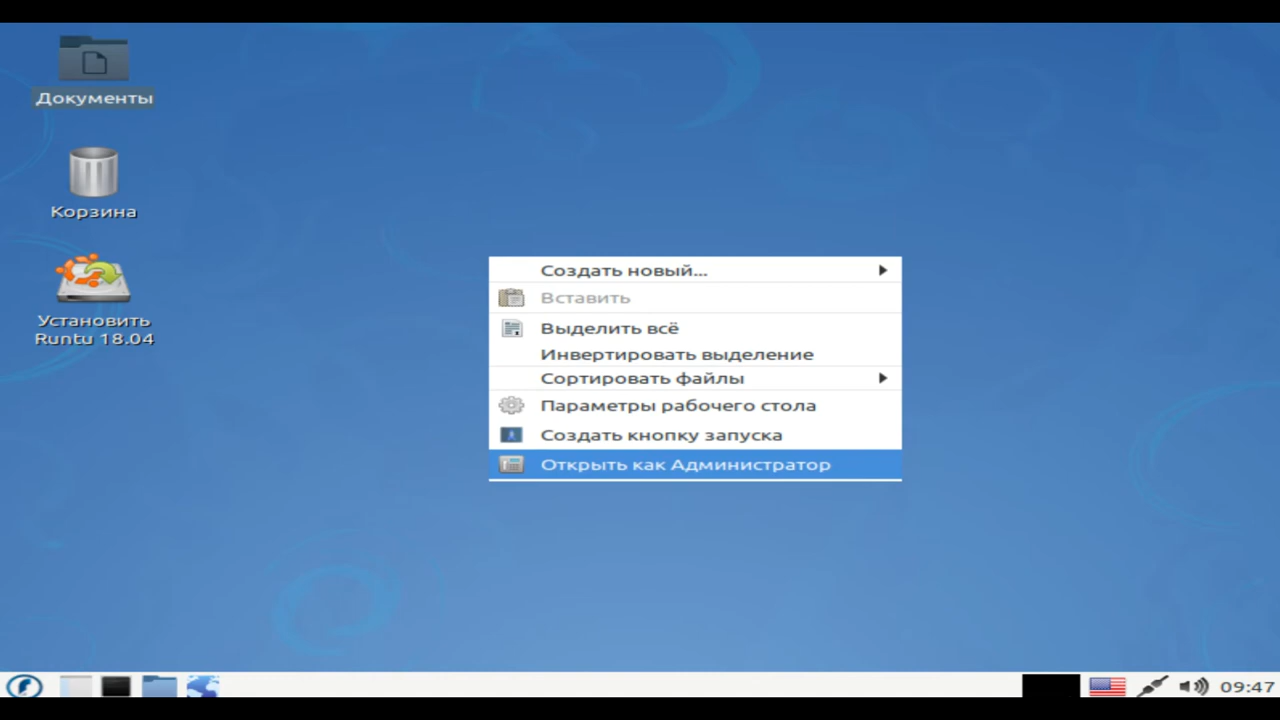 Документы
Корзина
Установить
Runtu 18.04
Создать новый...
Вставить
Выделить всё
Инвертировать выделение
Сортировать файлы
Параметры рабочего стола
Создать кнопку запуска
Открыть как Администратор
09:47